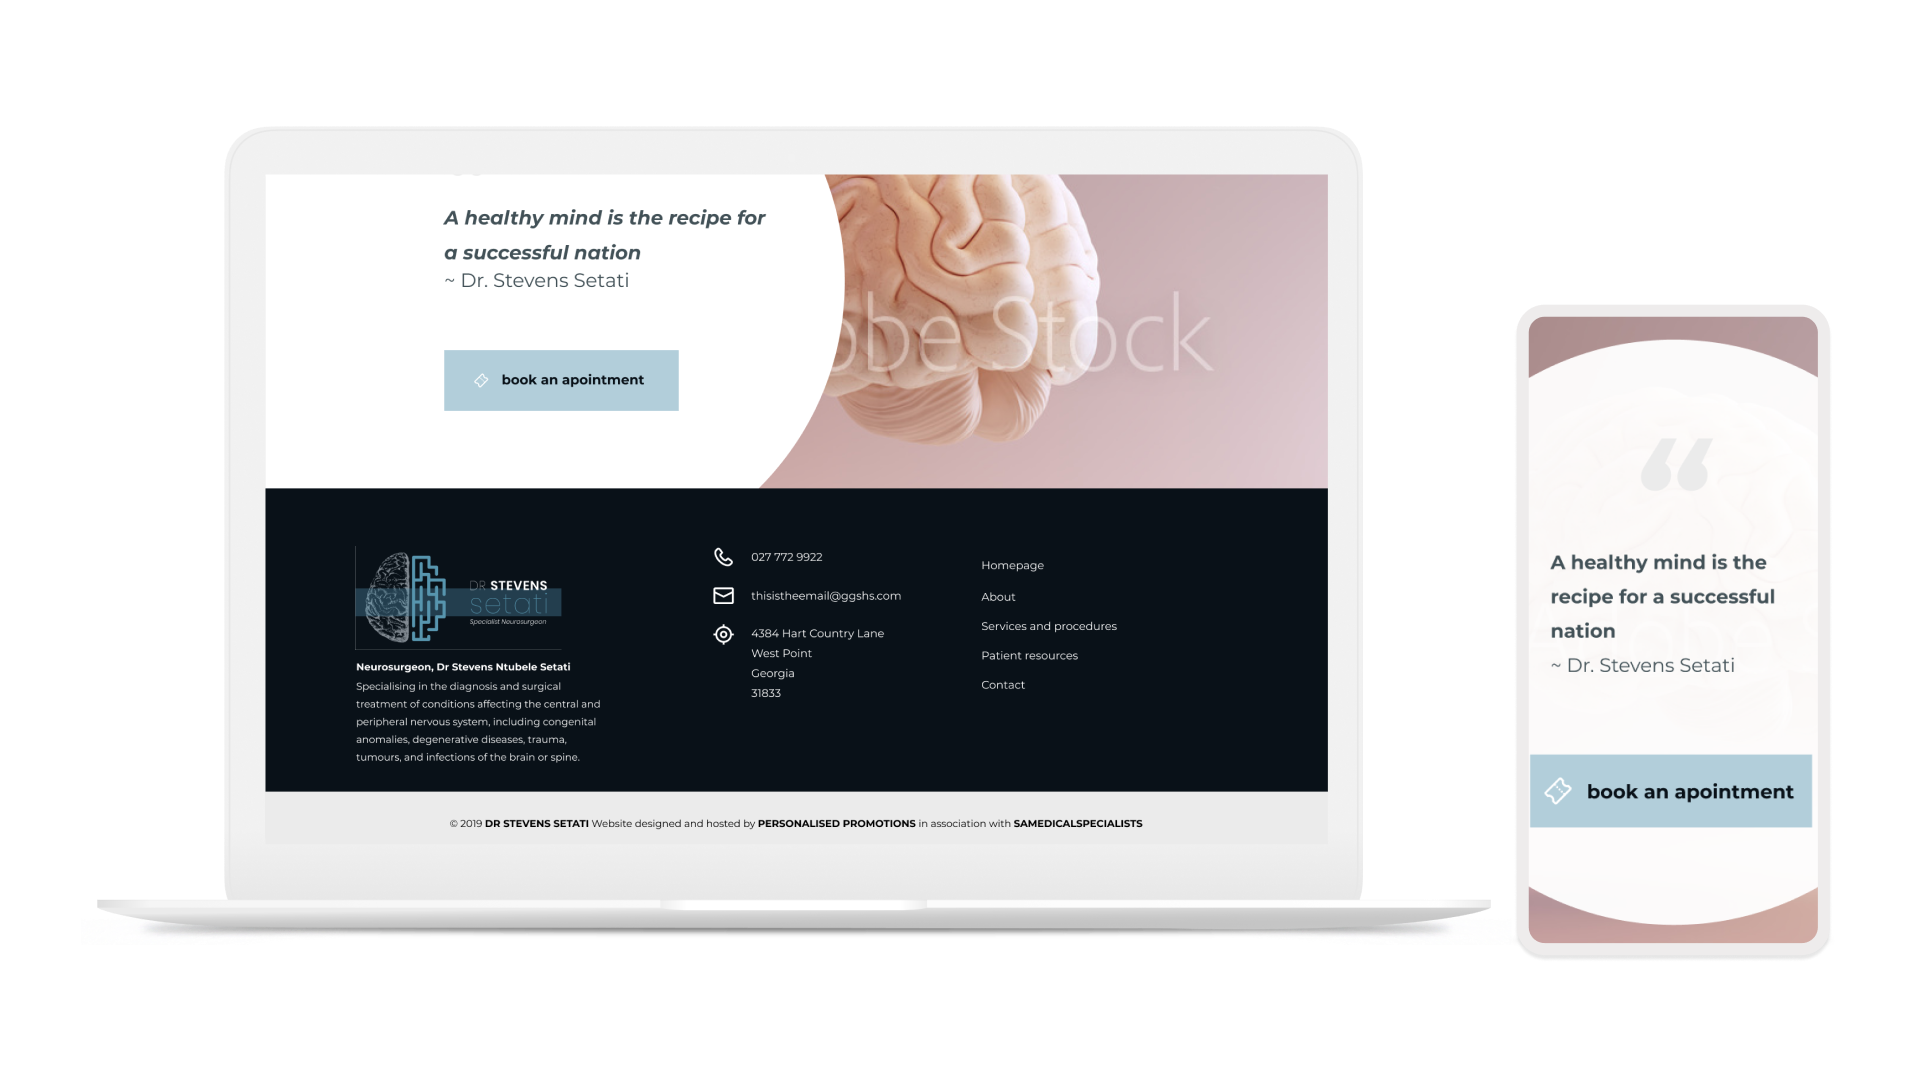 A healthy mind is the recipe for
a successful nation
~ Dr. Stevens Setati
book an apointment
obe Stock
DR STEVENS
setati
Specialist Neurosurgeon
Neurosurgeon, Dr Stevens Ntubele Setati
Specialising in the diagnosis and surgical
treatment of conditions affecting the central and
peripheral nervous system, including congenital
anomalies, degenerative diseases, trauma,
tumours, and infections of the brain or spine.
027 772 9922
thisistheemail@ggshs.com
4384 Hart Country Lane
West Point
Georgia
31833
Homepage
About
Services and procedures
Patient resources
Contact
© 2019 DR STEVENS SETATI Website designed and hosted by PERSONALISED PROMOTIONS in association with SAMEDICALSPECIALISTS
“
A healthy mind is the
recipe for a successful
nation
~ Dr. Stevens Setati
book an apointment